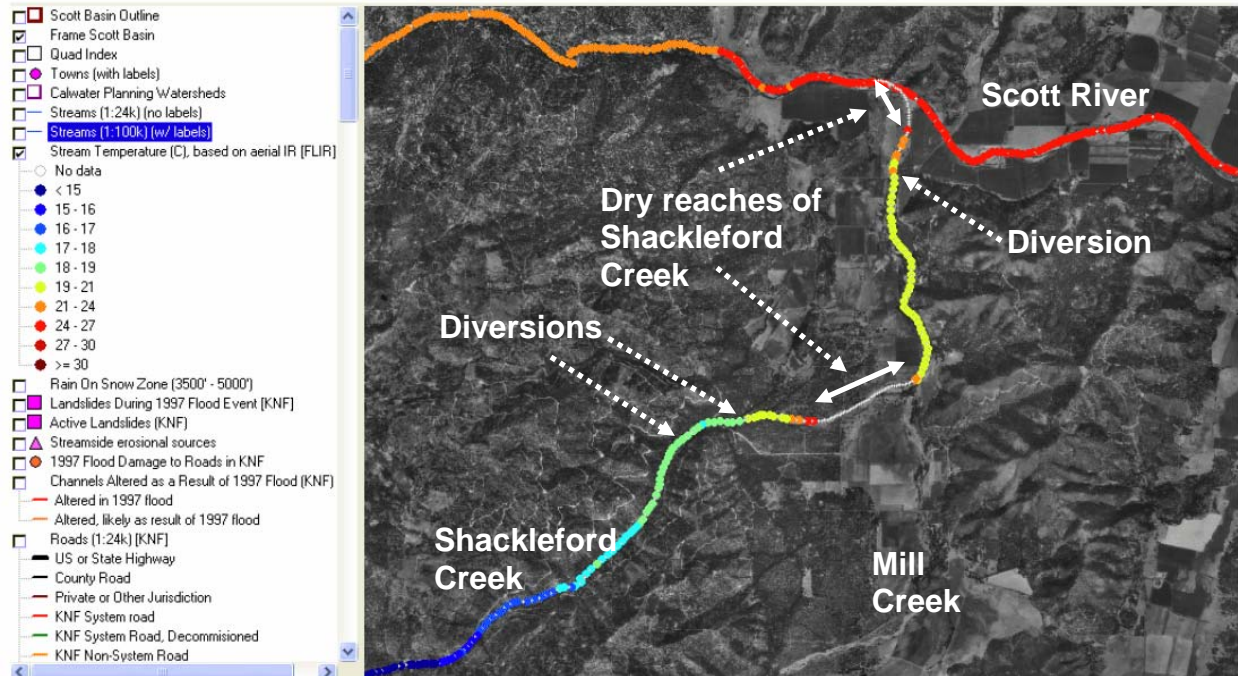 Scott Basin Outline
Frame Scott Basin
Quad Index
Towns (with labels)
Calwater Planning Watersheds
Streams (1:24k) (no labels)
Streams (1:100k) (w/ labels)
Stream Temperature (C), based on aerial IR [FLIR]
No data
< 15
15 - 16
16 - 17
17 - 18
18 - 19
19 - 21
21 - 24
24 - 27
27 - 30
>= 30
Rain On Snow Zone (3500' - 5000')
Landslides During 1997 Flood Event [KNF]
Active Landslides (KNF)
Streamside erosional sources
1997 Flood Damage to Roads in KNF
Channels Altered as a Result of 1997 Flood (KNF)
Altered in 1997 flood
Altered, likely as result of 1997 flood
Roads (1:24k) [KNF]
US or State Highway
County Road
Private or Other Jurisdiction
KNF System road
KNF System Road, Decommisioned
KNF Non-System Road
Scott River
Dry reaches of
Shackleford
Creek
Diversion
Diversions
Shackleford
Creek
Mill
Creek